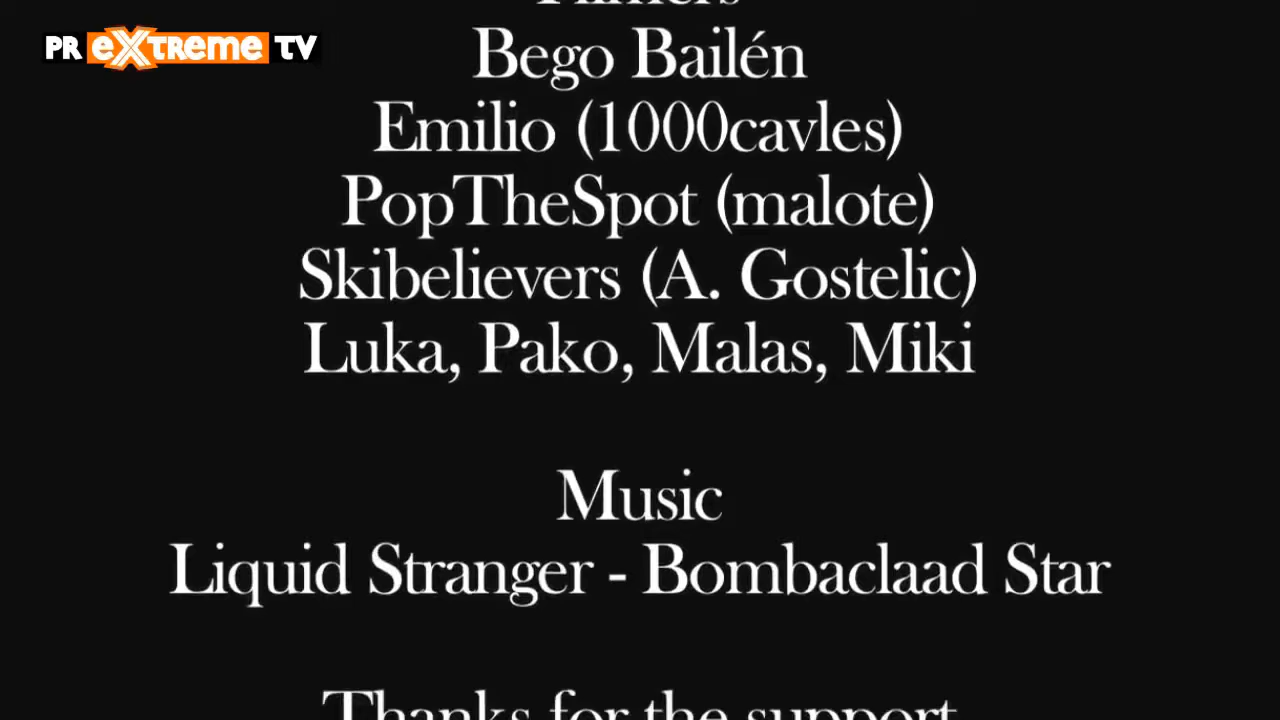 PR eXTREME TV
Filmers
Bego Bailén
Emilio (1000cavles)
PopTheSpot (malote)
Skibelievers (A. Gostelic)
Luka, Pako, Malas, Miki
Music
Liquid Stranger - Bombaclaad Star
Thanks for the support